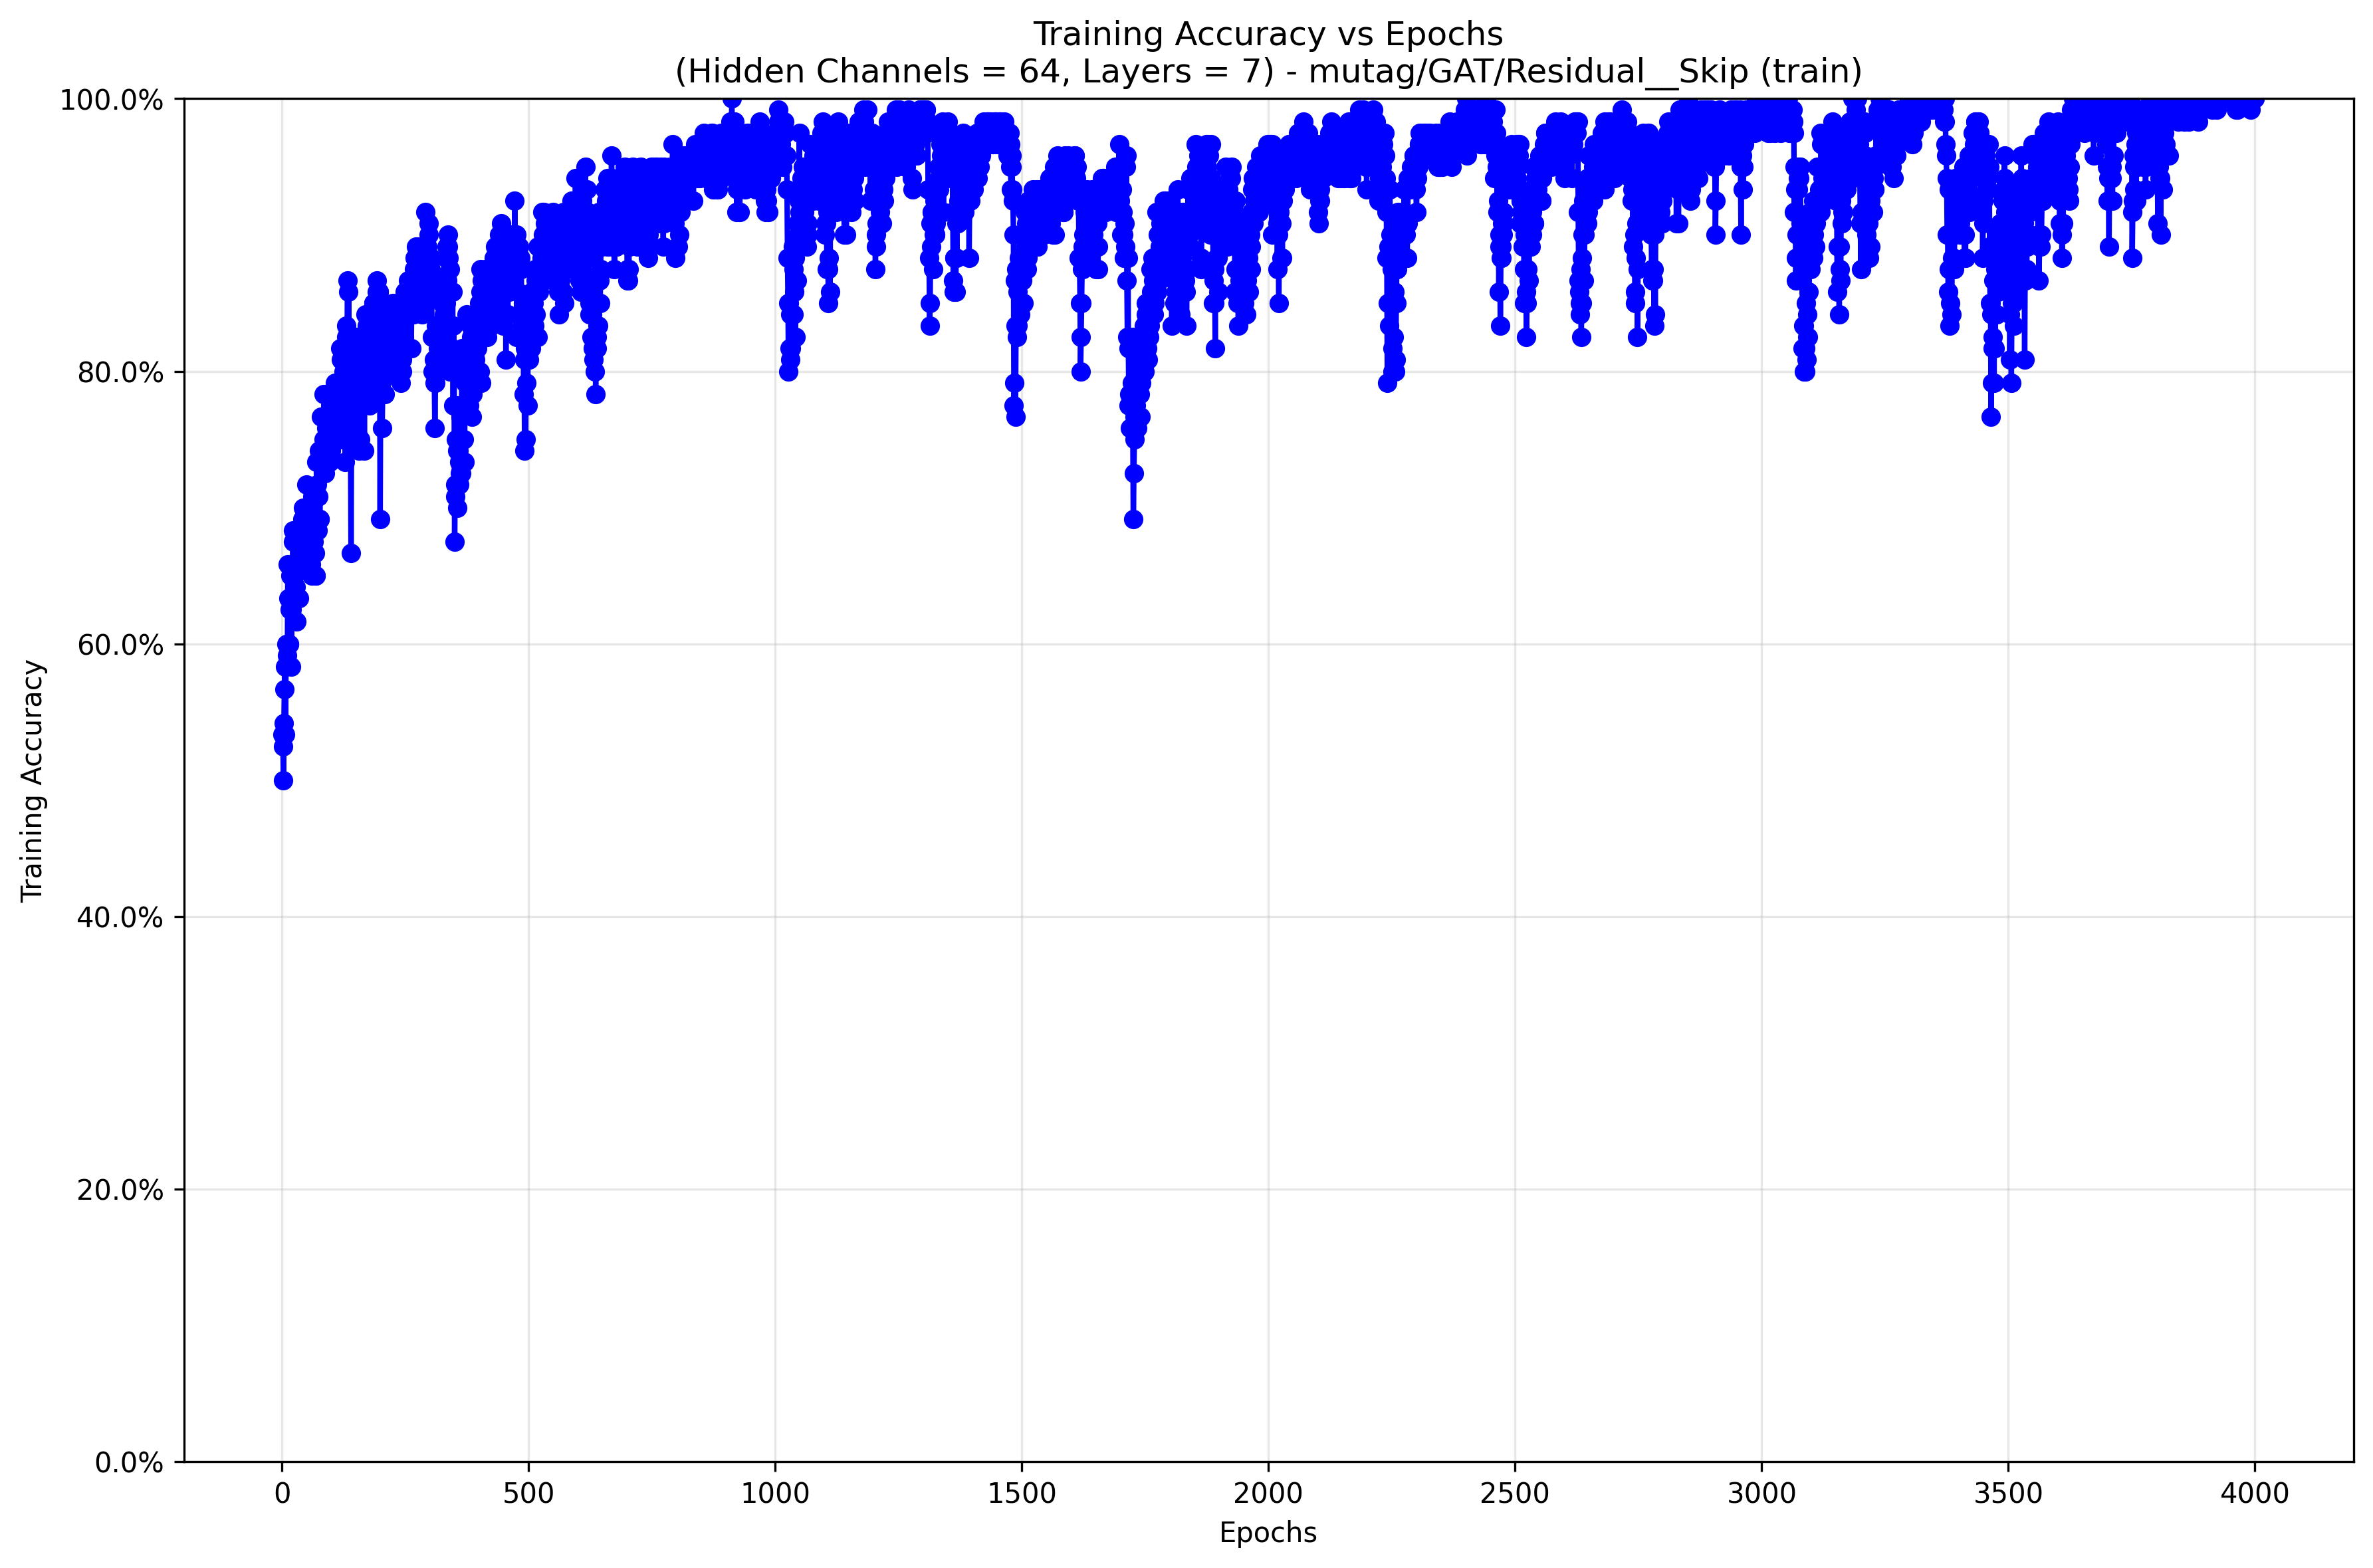 Training Accuracy vs Epochs
(Hidden Channels = 64, Layers = 7) - mutag/GAT/Residual__Skip (train)
100.0%
80.0%
60.0%
40.0%
20.0%
0.0%
Training Accuracy
0 500 1000 1500 2000 2500 3000 3500 4000
Epochs